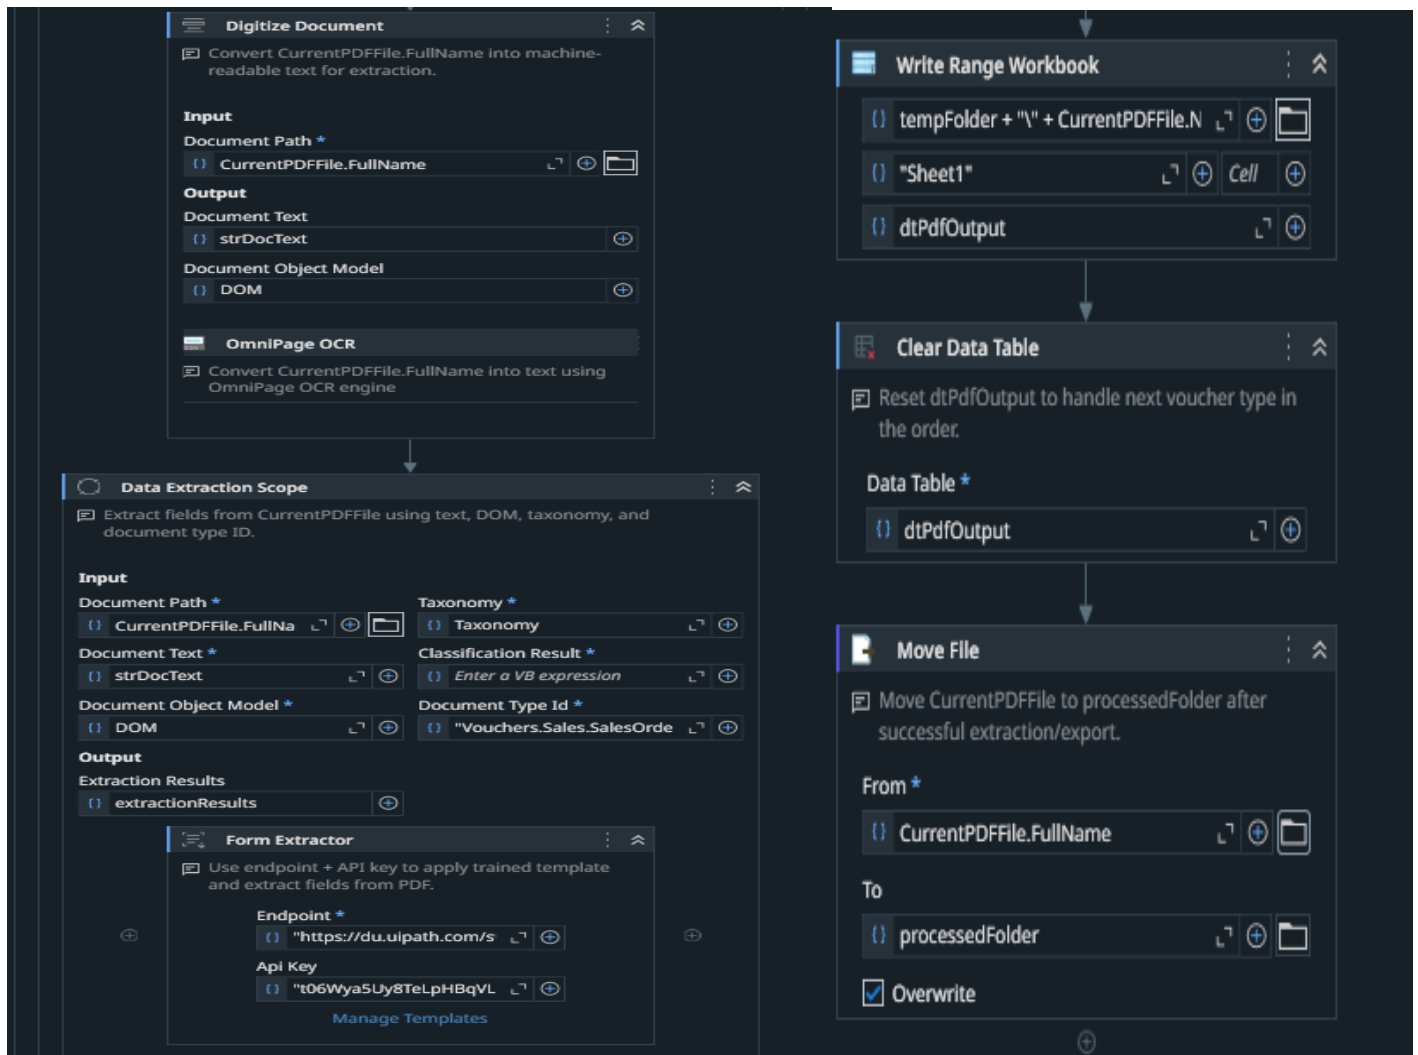 Digitize Document
Convert CurrentPDFFile.FullName into machine-
readable text for extraction.
Input
Document Path *
CurrentPDFFile.FullName
Output
Document Text
strDocText
Document Object Model
DOM
OmniPage OCR
Convert CurrentPDFFile.FullName into text using
OmniPage OCR engine
Data Extraction Scope
Extract fields from CurrentPDFFile using text, DOM, taxonomy, and
document type ID.
Input
Document Path *
Taxonomy *
CurrentPDFFile.FullNa
Taxonomy
Document Text *
Classification Result *
strDocText
Enter a VB expression
Document Object Model *
Document Type Id *
DOM
"Vouchers.Sales.SalesOrde
Output
Extraction Results
extractionResults
Form Extractor
Use endpoint + API key to apply trained template
and extract fields from PDF.
Endpoint *
"https://du.uipath.com/s
Api Key
"t06Wya5Uy8TeLpHBqVL
Manage Templates
Write Range Workbook
tempFolder + "\" + CurrentPDFFile.N
"Sheet1"
Cell
dtPdfOutput
Clear Data Table
Reset dtPdfOutput to handle next voucher type in
the order.
Data Table *
dtPdfOutput
Move File
Move CurrentPDFFile to processedFolder after
successful extraction/export.
From *
CurrentPDFFile.FullName
To
processedFolder
Overwrite